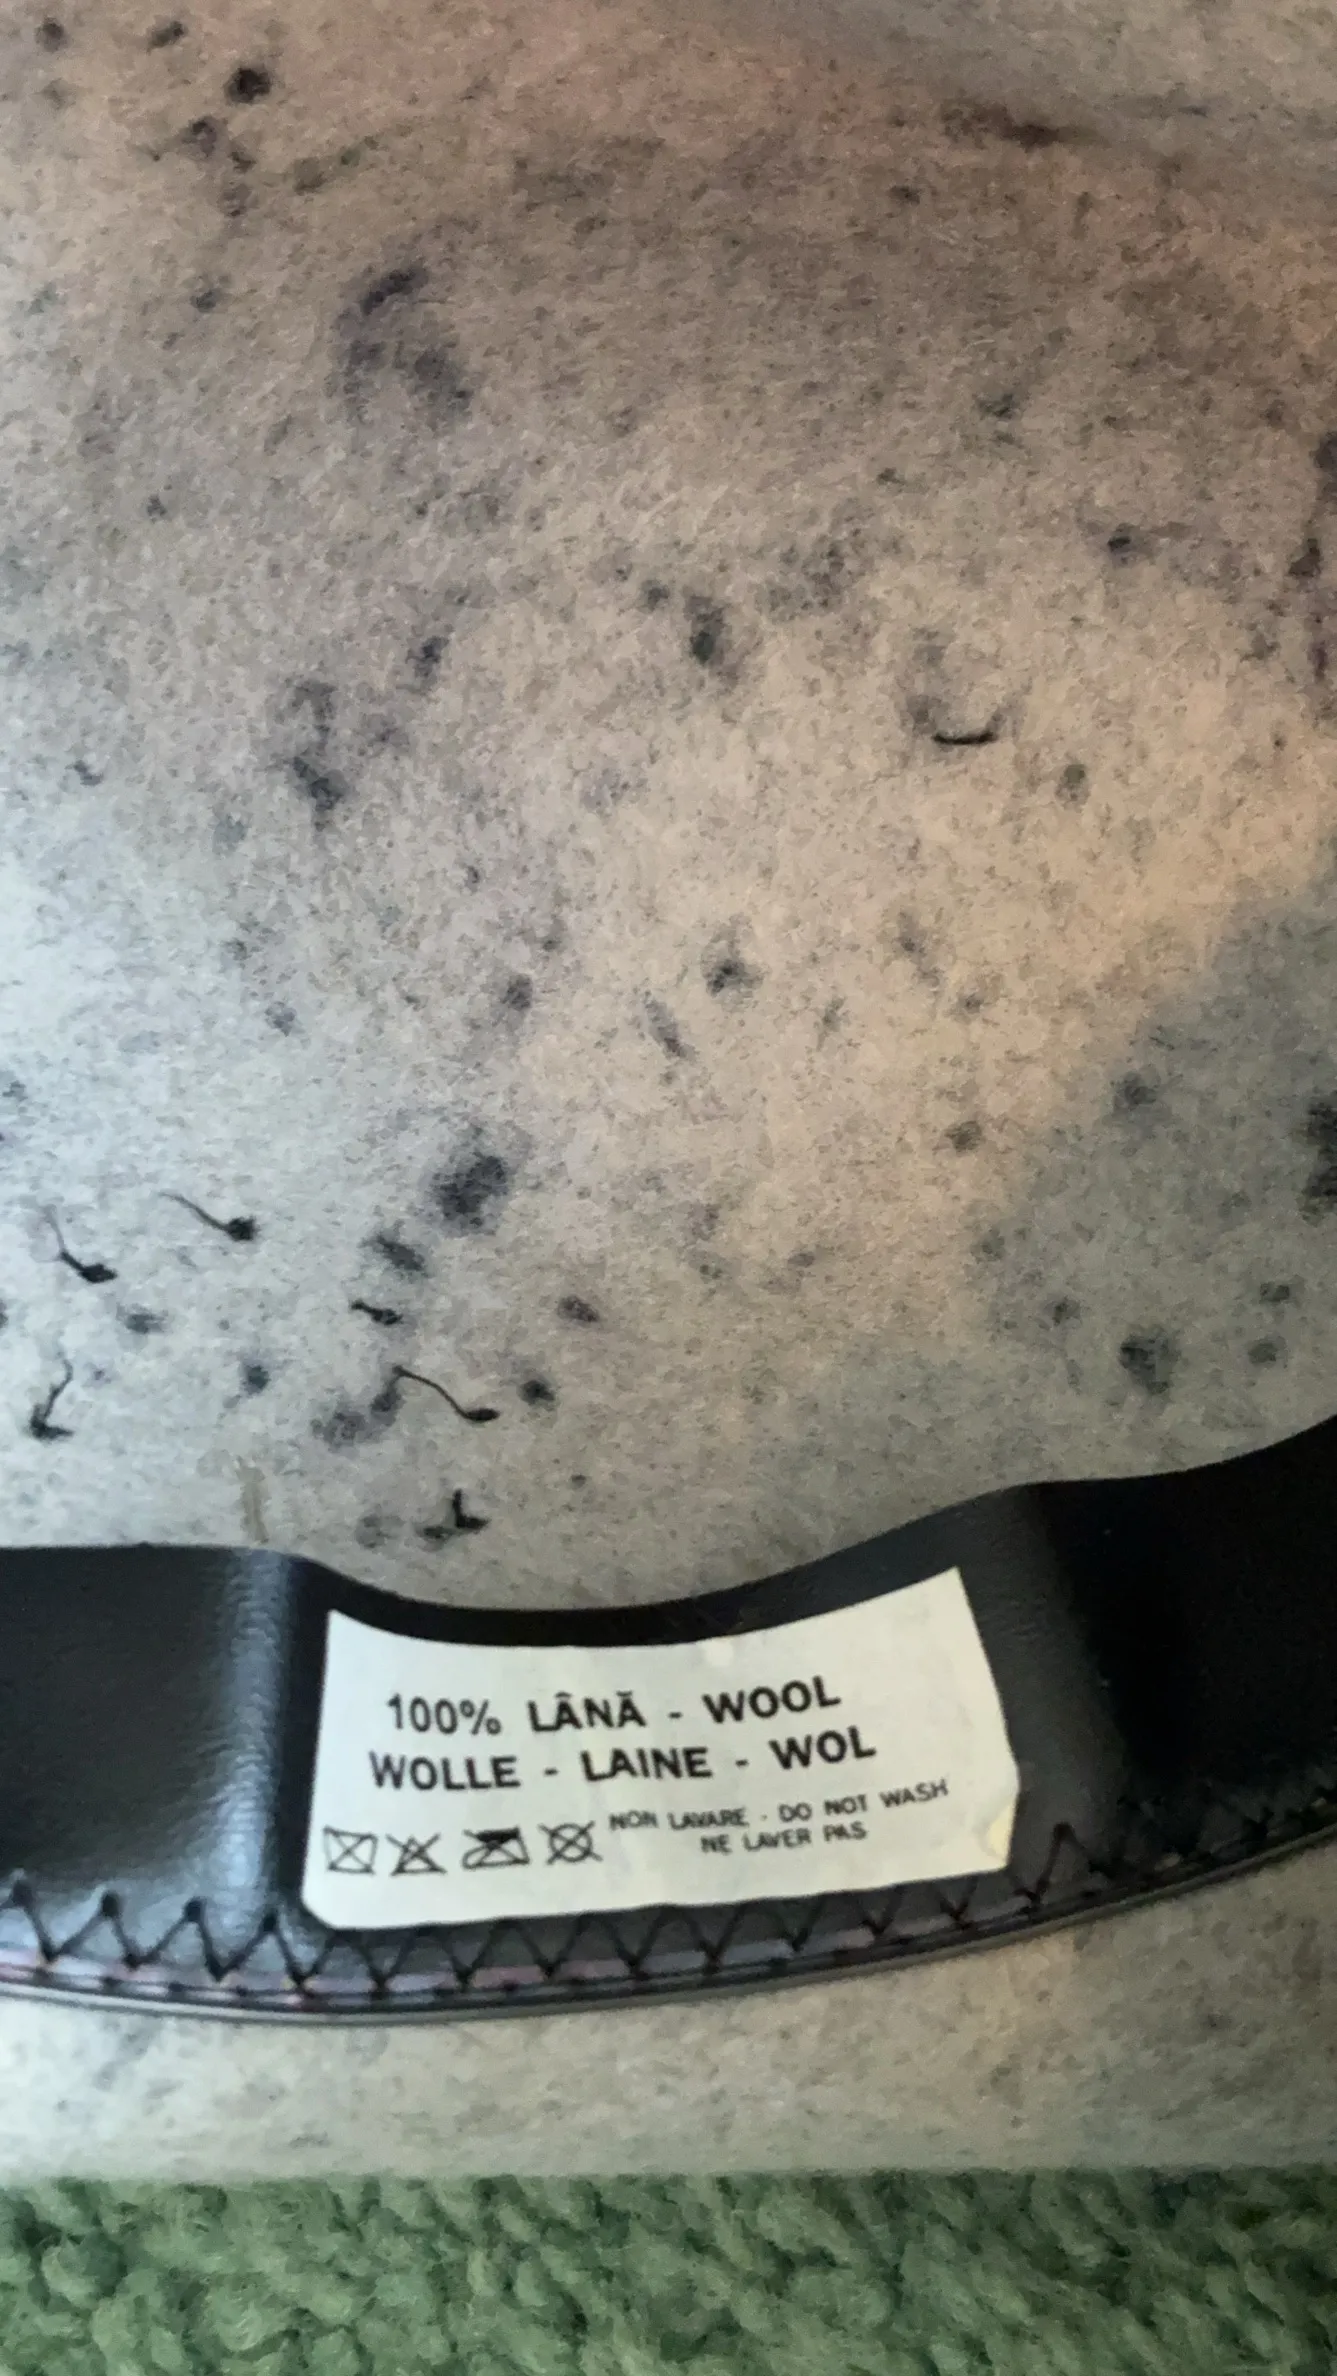 100% LÂNĂ - WOOL
WOLLE - LAINE - WOL
NON LAVARE - DO NOT WASH
NE LAVER PAS